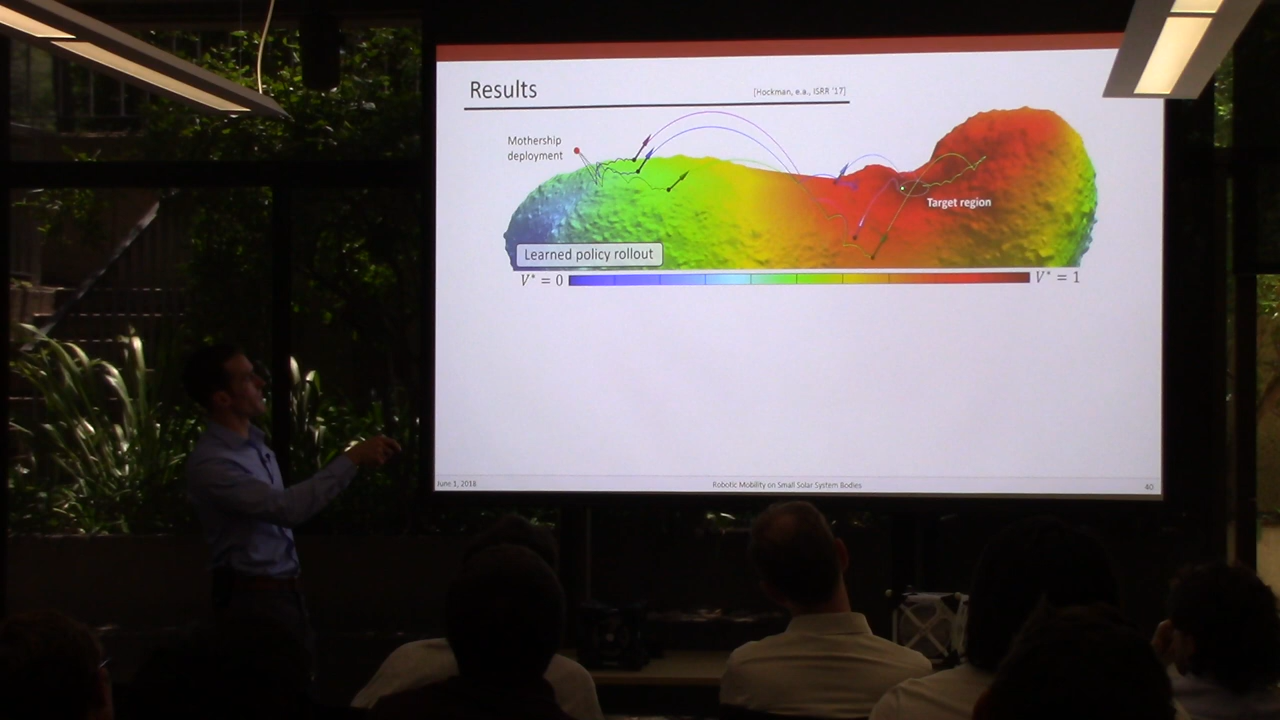 Results
[Hockman, e.a., ISRR '17]
Mothership
deployment
Target region
Learned policy rollout
V* = 0
V* = 1
June 1, 2018
Robotic Mobility on Small Solar System Bodies
40